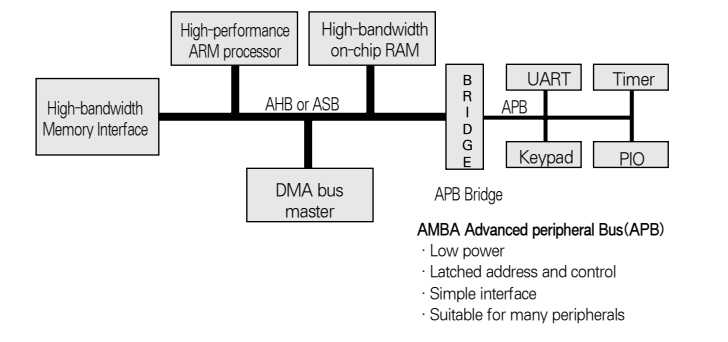 High-performance
ARM processor
High-bandwidth
on-chip RAM
High-bandwidth
Memory Interface
AHB or ASB
DMA bus
master
B
R
I
D
G
E
APB
UART
Timer
Keypad
PIO
APB Bridge
AMBA Advanced peripheral Bus(APB)
· Low power
· Latched address and control
· Simple interface
· Suitable for many peripherals